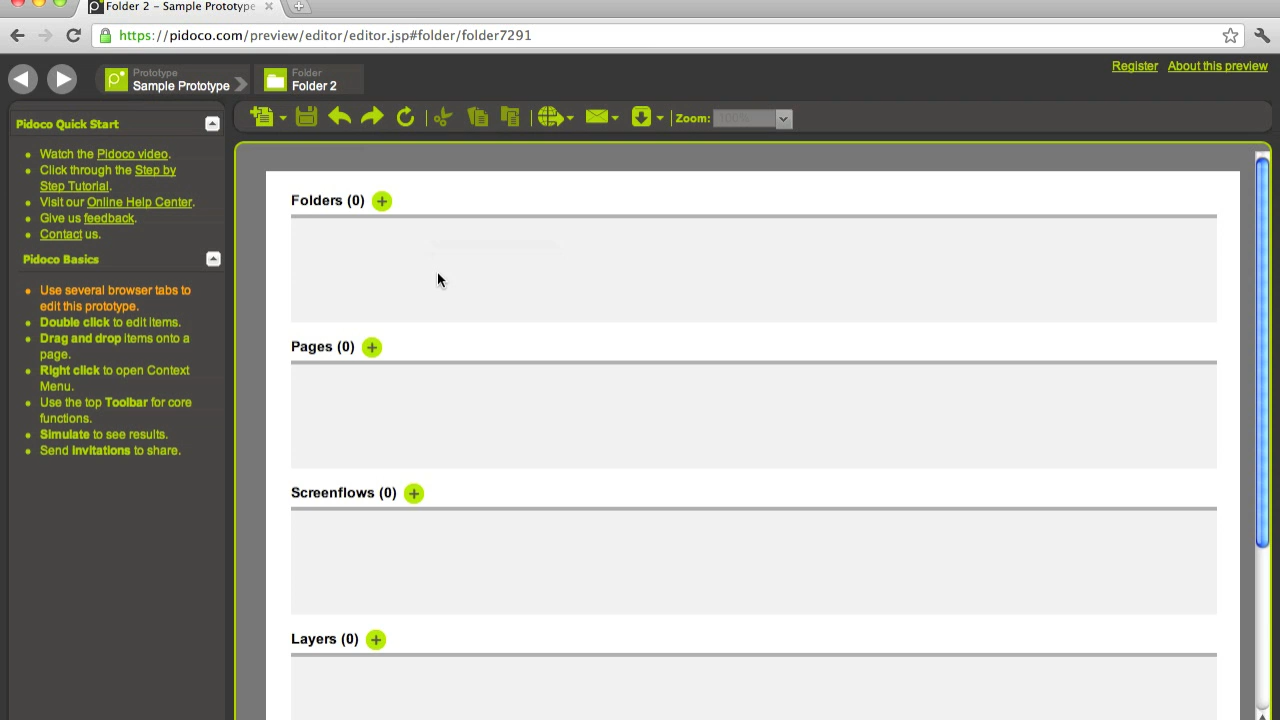 Folder 2 – Sample Prototype
https://pidoco.com/preview/editor/editor.jsp#folder/folder7291
Register About this preview
Prototype
Sample Prototype
Folder
Folder 2
Zoom: 100%
Pidoco Quick Start
Watch the Pidoco video.
Click through the Step by
Step Tutorial.
Visit our Online Help Center.
Give us feedback.
Contact us.
Pidoco Basics
Use several browser tabs to
edit this prototype.
Double click to edit items.
Drag and drop items onto a
page.
Right click to open Context
Menu.
Use the top Toolbar for core
functions.
Simulate to see results.
Send Invitations to share.
Folders (0)
Pages (0)
Screenflows (0)
Layers (0)